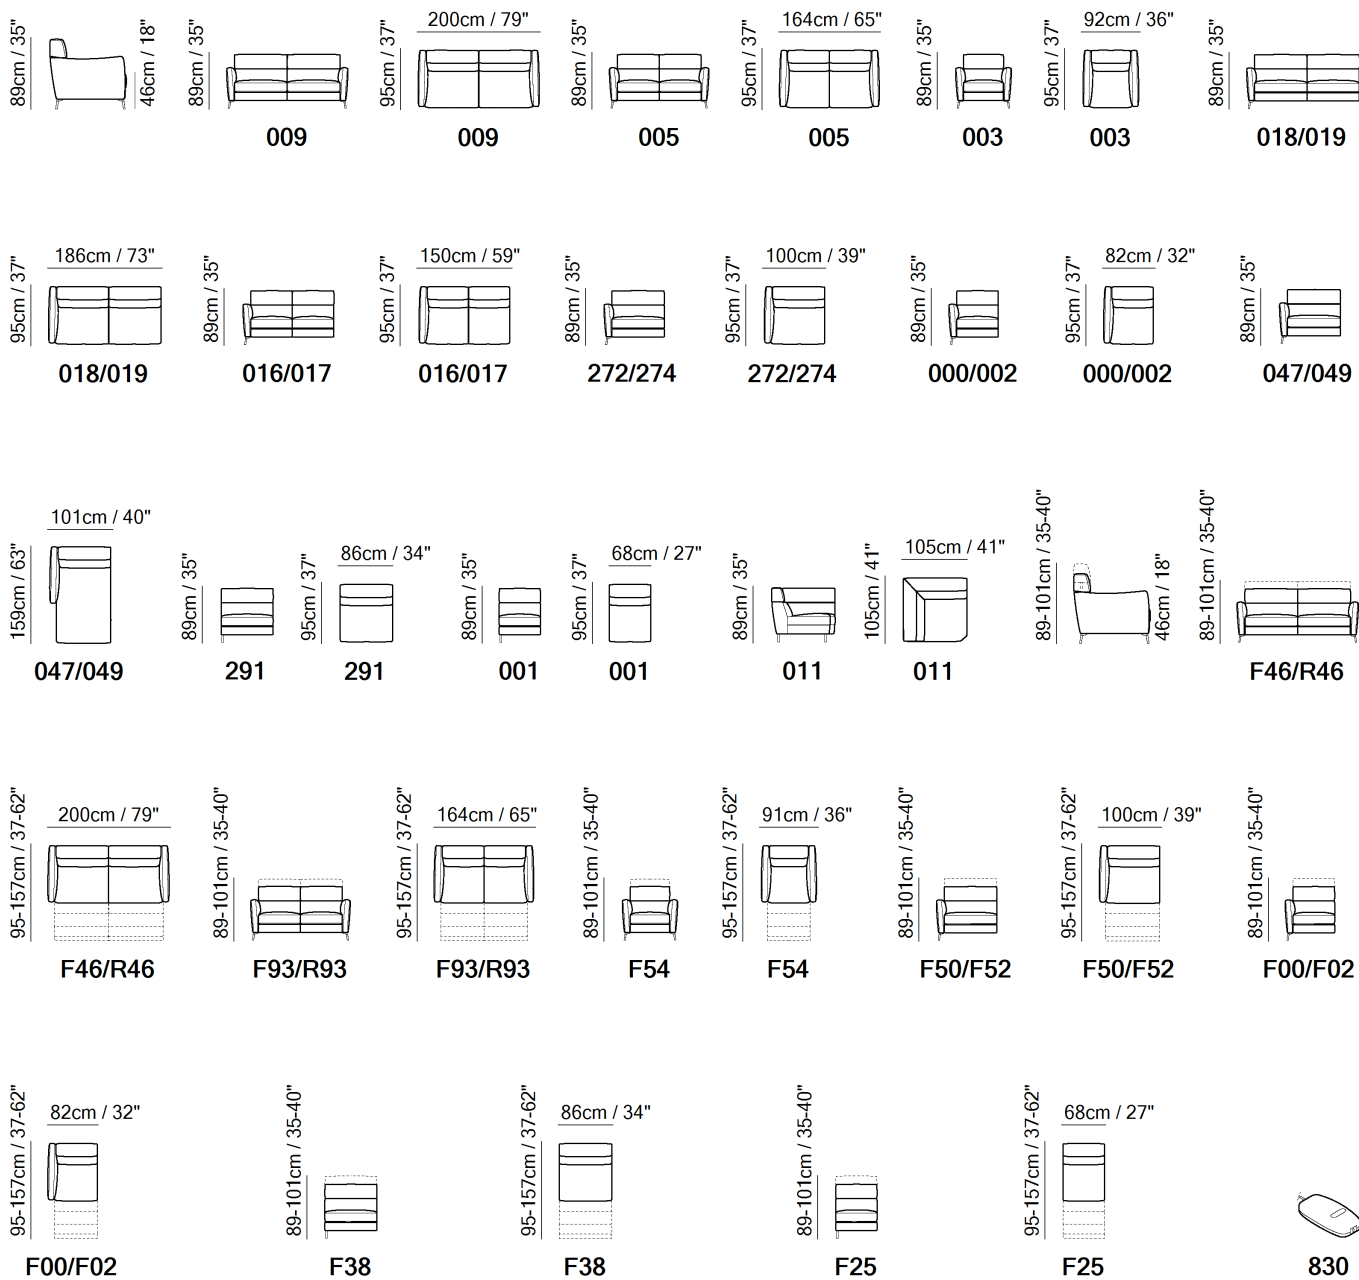 89cm / 35"
46cm / 18"
89cm / 35"
009
95cm / 37"
200cm / 79"
009
89cm / 35"
005
95cm / 37"
164cm / 65"
005
89cm / 35"
003
95cm / 37"
92cm / 36"
003
89cm / 35"
018/019
95cm / 37"
186cm / 73"
018/019
89cm / 35"
016/017
95cm / 37"
150cm / 59"
016/017
89cm / 35"
272/274
95cm / 37"
100cm / 39"
272/274
89cm / 35"
000/002
95cm / 37"
82cm / 32"
000/002
89cm / 35"
047/049
159cm / 63"
101cm / 40"
047/049
89cm / 35"
291
95cm / 37"
86cm / 34"
291
89cm / 35"
001
95cm / 37"
68cm / 27"
001
89cm / 35"
011
105cm / 41"
105cm / 41"
011
89-101cm / 35-40"
46cm / 18"
89-101cm / 35-40"
F46/R46
95-157cm / 37-62"
200cm / 79"
F46/R46
89-101cm / 35-40"
F93/R93
95-157cm / 37-62"
164cm / 65"
F93/R93
89-101cm / 35-40"
F54
95-157cm / 37-62"
91cm / 36"
F54
89-101cm / 35-40"
F50/F52
95-157cm / 37-62"
100cm / 39"
F50/F52
89-101cm / 35-40"
F00/F02
95-157cm / 37-62"
82cm / 32"
F00/F02
89-101cm / 35-40"
F38
95-157cm / 37-62"
86cm / 34"
F38
89-101cm / 35-40"
F25
95-157cm / 37-62"
68cm / 27"
F25
830